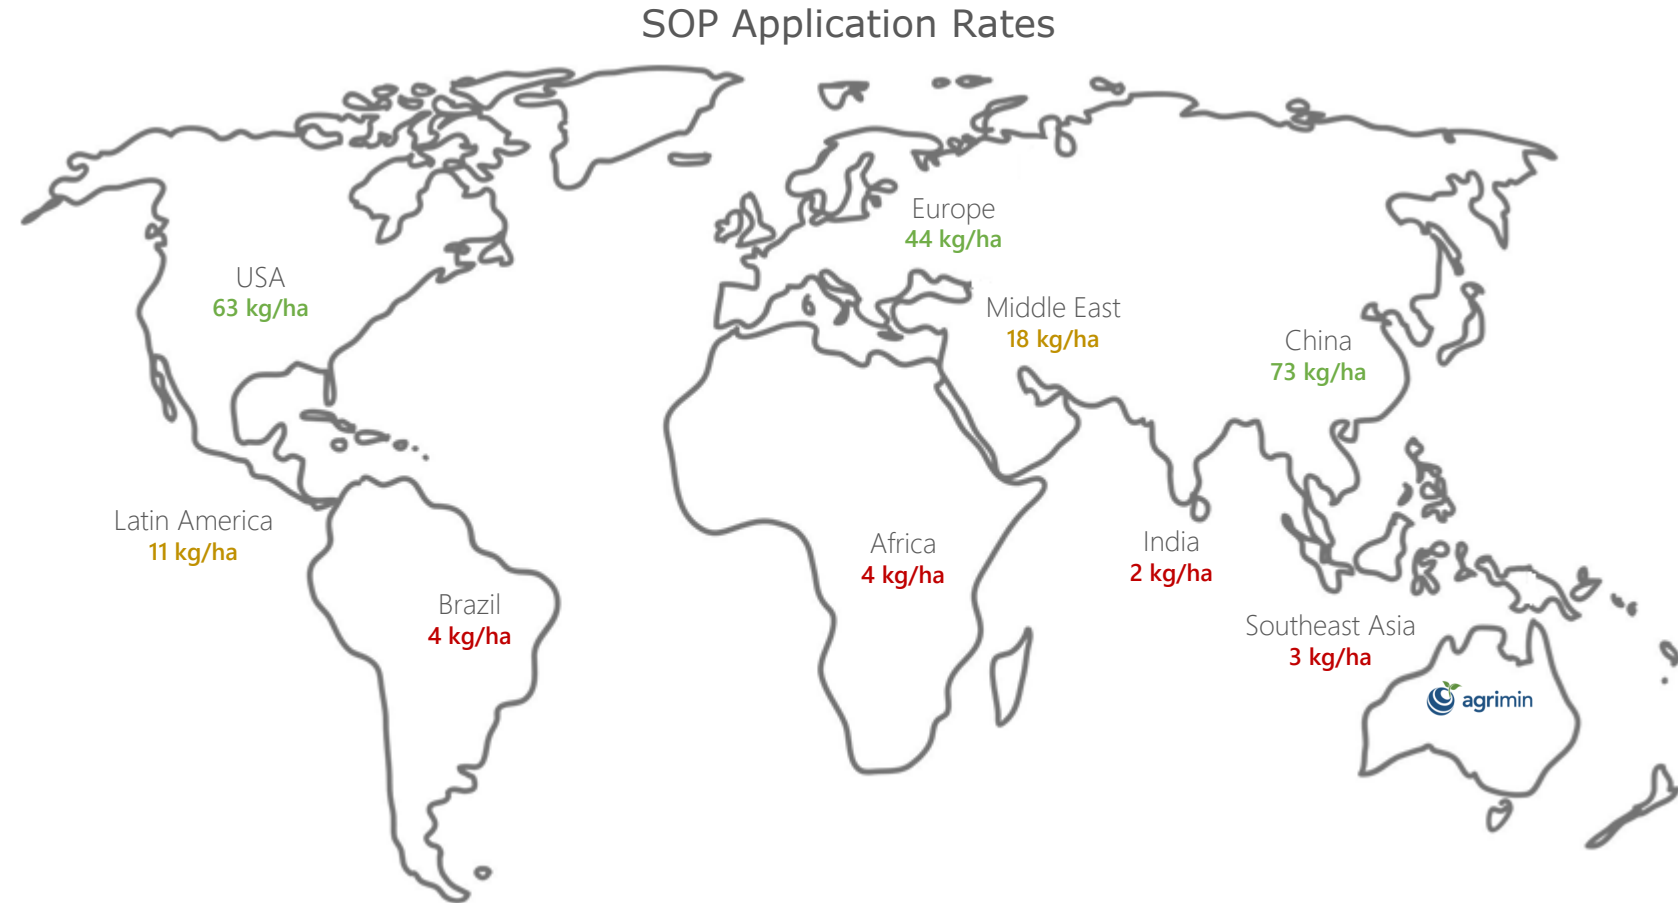 SOP Application Rates
Europe
44 kg/ha
USA
63 kg/ha
Middle East
18 kg/ha
China
73 kg/ha
Latin America
11 kg/ha
Africa
4 kg/ha
India
2 kg/ha
Brazil
4 kg/ha
Southeast Asia
3 kg/ha
agrimin